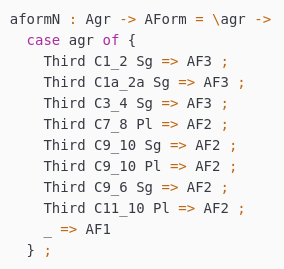 aformN : Agr -> AForm = \agr ->
  case agr of {
    Third C1_2 Sg => AF3 ;
    Third C1a_2a Sg => AF3 ;
    Third C3_4 Sg => AF3 ;
    Third C7_8 Pl => AF2 ;
    Third C9_10 Sg => AF2 ;
    Third C9_10 Pl => AF2 ;
    Third C9_6 Sg => AF2 ;
    Third C11_10 Pl => AF2 ;
    _ => AF1
  } ;